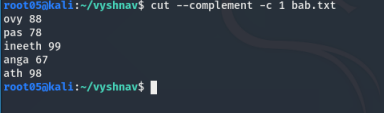 root05@kali:~/vyshnav$ cut --complement -c 1 bab.txt
ovy 88
pas 78
ineeth 99
anga 67
ath 98
root05@kali:~/vyshnav$